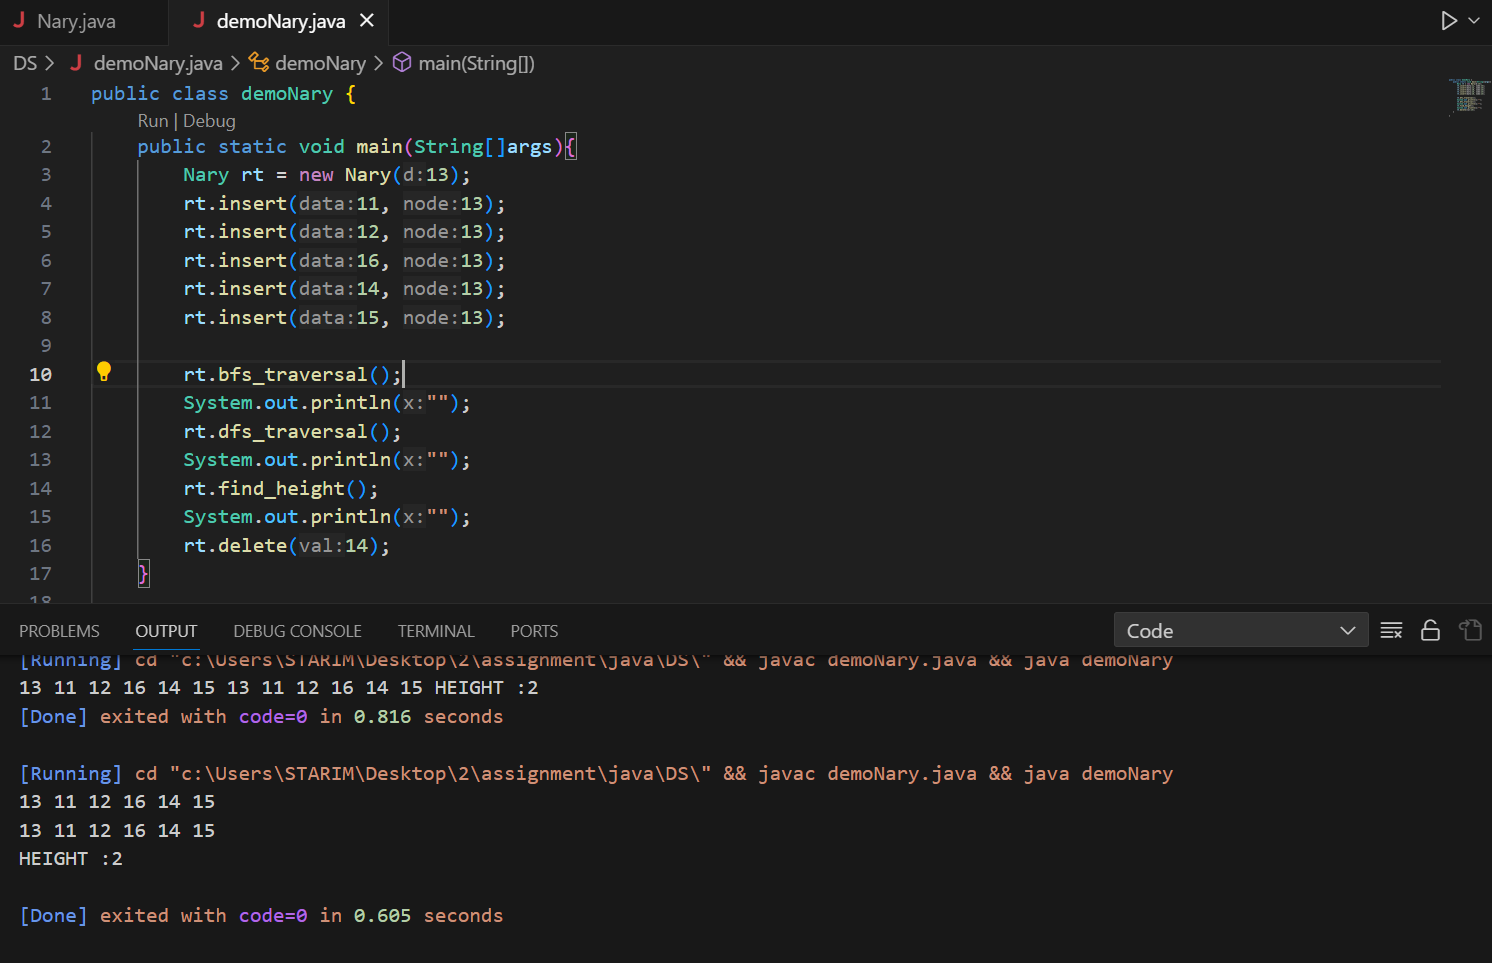 Nary.java
demoNary.java
DS > demoNary.java > demoNary > main(String[])
1 public class demoNary {
Run | Debug
2 public static void main(String[]args){
3 Nary rt = new Nary(d:13);
4 rt.insert(data:11, node:13);
5 rt.insert(data:12, node:13);
6 rt.insert(data:16, node:13);
7 rt.insert(data:14, node:13);
8 rt.insert(data:15, node:13);
9
10 rt.bfs_traversal();
11 System.out.println(x:"");
12 rt.dfs_traversal();
13 System.out.println(x:"");
14 rt.find_height();
15 System.out.println(x:"");
16 rt.delete(val:14);
17 }
18
PROBLEMS OUTPUT DEBUG CONSOLE TERMINAL PORTS Code
[Running] cd "c:\Users\STARIM\Desktop\2\assignment\java\DS\" && javac demoNary.java && java demoNary
13 11 12 16 14 15 13 11 12 16 14 15 HEIGHT :2
[Done] exited with code=0 in 0.816 seconds
[Running] cd "c:\Users\STARIM\Desktop\2\assignment\java\DS\" && javac demoNary.java && java demoNary
13 11 12 16 14 15
13 11 12 16 14 15
HEIGHT :2
[Done] exited with code=0 in 0.605 seconds